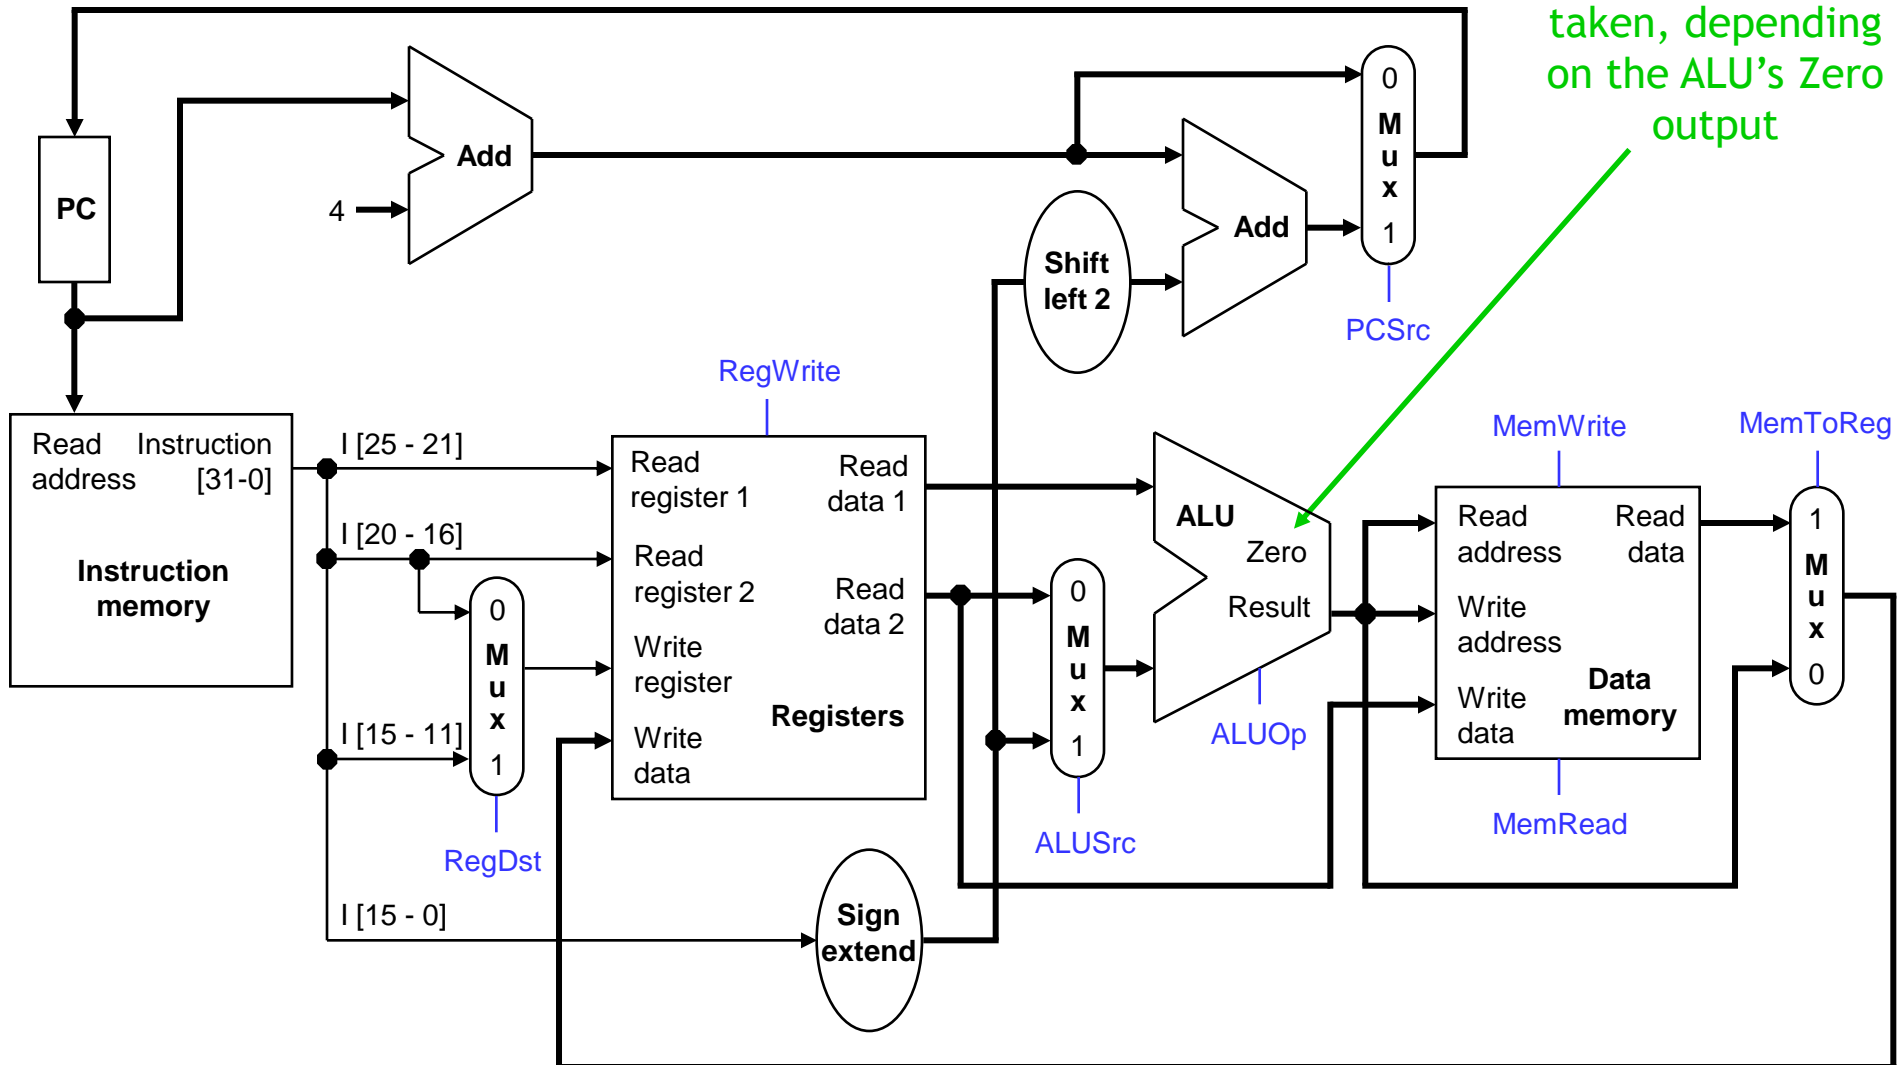 taken, depending
on the ALU’s Zero
output
0
M
u
x
1
PCSrc
Add
4
PC
Add
Shift
left 2
RegWrite
Read Instruction
address [31-0]
Instruction
memory
I [25 - 21]
I [20 - 16]
I [15 - 11]
I [15 - 0]
0
M
u
x
1
RegDst
Read
register 1
Read
data 1
Read
register 2
Read
data 2
Write
register
Registers
Write
data
Sign
extend
0
M
u
x
1
ALUSrc
ALU
Zero
Result
ALUOp
MemWrite
Read
address
Read
data
Write
address
Write
data
Data
memory
MemRead
MemToReg
1
M
u
x
0